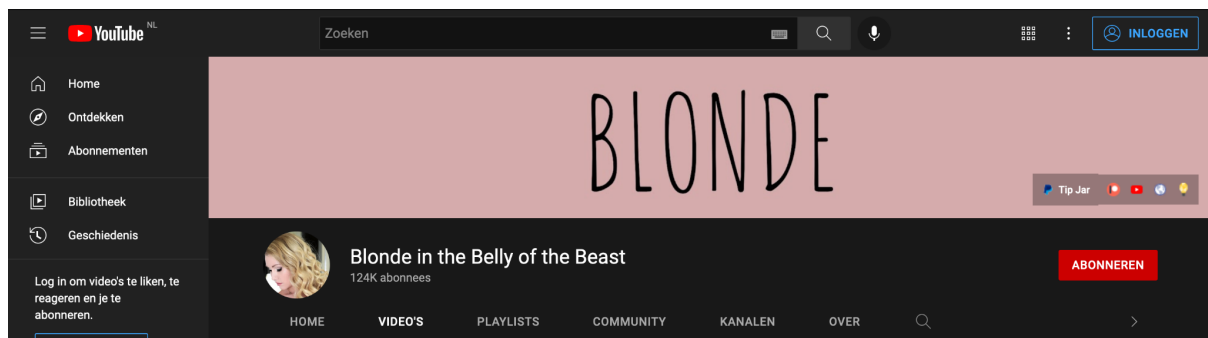 YouTube NL
Zoeken
INLOGGEN
Home
Ontdekken
Abonnementen
Bibliotheek
Geschiedenis
Log in om video's te liken, te
reageren en je te
abonneren.
BLONDE
Tip Jar
Blonde in the Belly of the Beast
124K abonnees
ABONNEREN
HOME VIDEO'S PLAYLISTS COMMUNITY KANALEN OVER